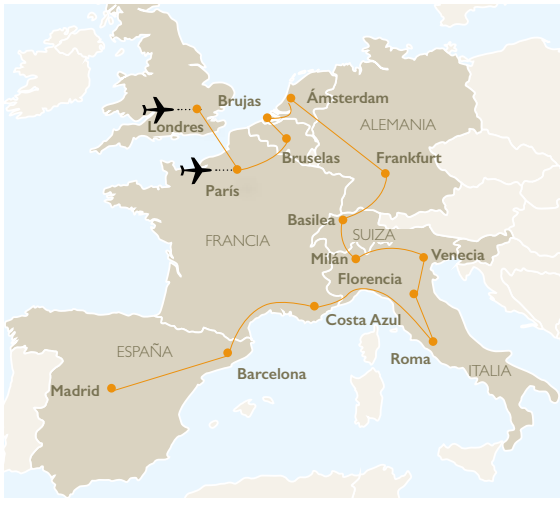 Brujas
Ámsterdam
Londres
ALEMANIA
Bruselas
Frankfurt
París
Basilea
SUIZA
FRANCIA
Milán
Venecia
Florencia
Costa Azul
ESPAÑA
Roma
Barcelona
ITALIA
Madrid